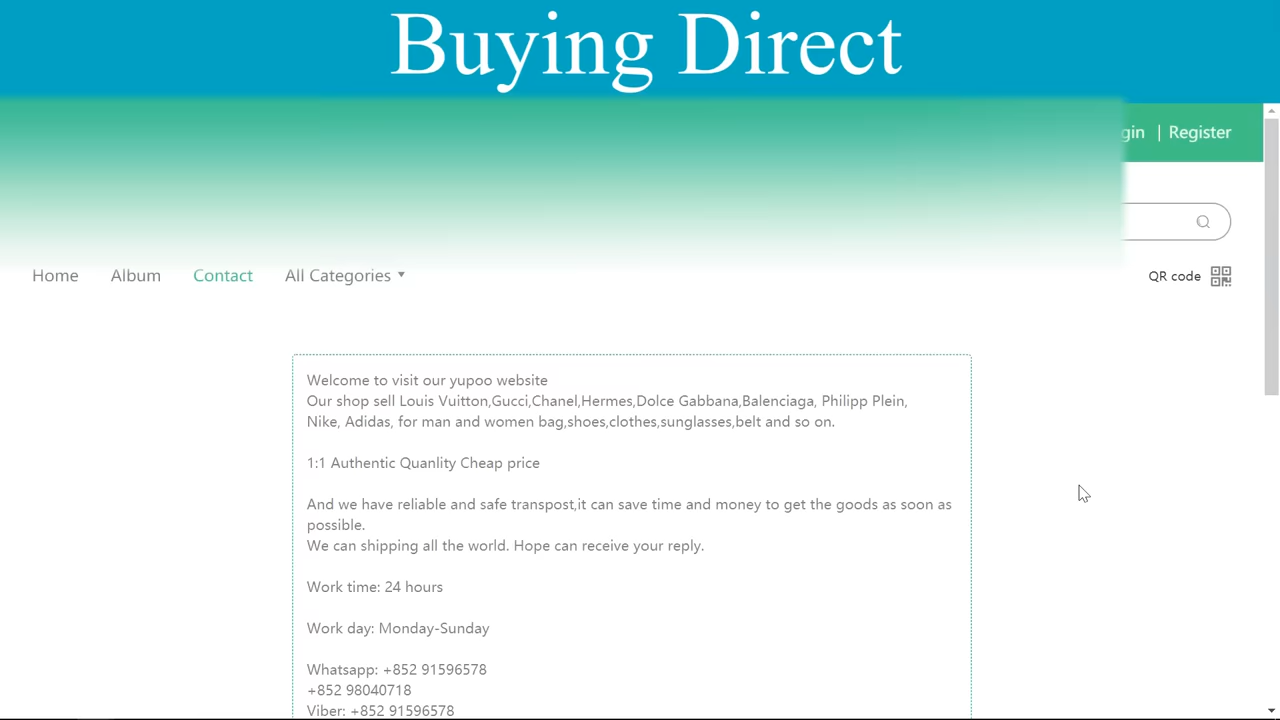 Buying Direct
gin | Register
Home Album Contact All Categories QR code
Welcome to visit our yupoo website
Our shop sell Louis Vuitton,Gucci,Chanel,Hermes,Dolce Gabbana,Balenciaga, Philipp Plein,
Nike, Adidas, for man and women bag,shoes,clothes,sunglasses,belt and so on.
1:1 Authentic Quanlity Cheap price
And we have reliable and safe transpost,it can save time and money to get the goods as soon as
possible.
We can shipping all the world. Hope can receive your reply.
Work time: 24 hours
Work day: Monday-Sunday
Whatsapp: +852 91596578
+852 98040718
Viber: +852 91596578